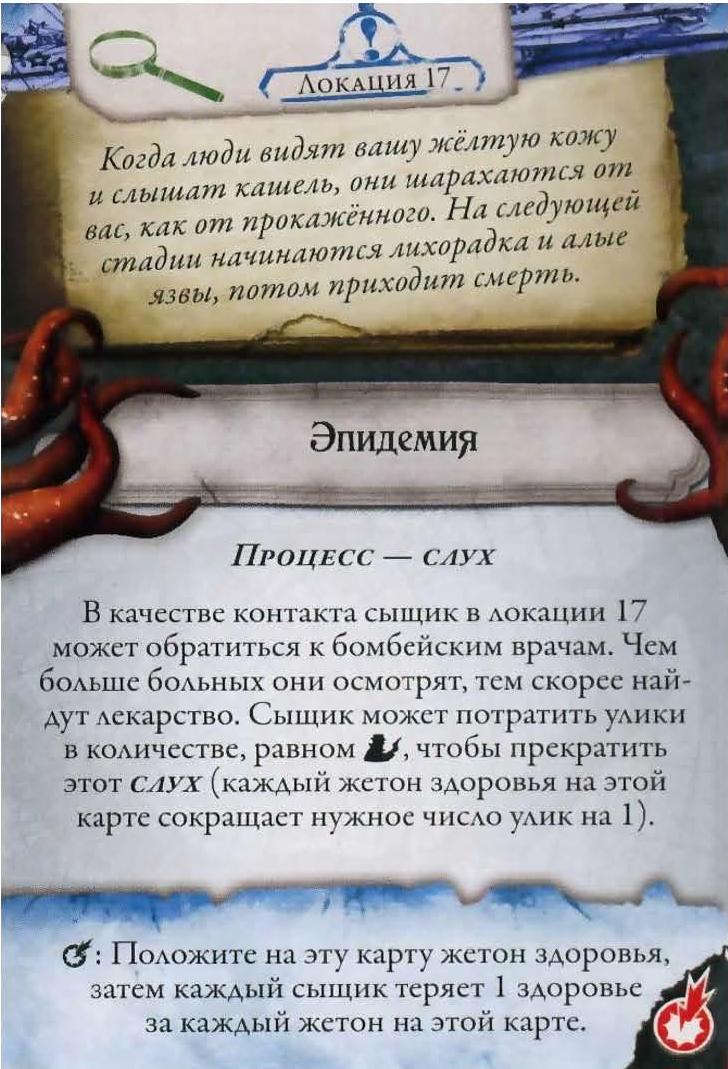 Локация 17
Когда люди видят вашу жёлтую кожу
и слышат кашель, они шарахаются от
вас, как от прокажённого. На следующей
стадии начинаются лихорадка и алые
язвы, потом приходит смерть.
Эпидемия
Процесс — слух
В качестве контакта сыщик в локации 17
может обратиться к бомбейским врачам. Чем
больше больных они осмотрят, тем скорее най-
дут лекарство. Сыщик может потратить улики
в количестве, равном , чтобы прекратить
этот слух (каждый жетон здоровья на этой
карте сокращает нужное число улик на 1).
: Положите на эту карту жетон здоровья,
затем каждый сыщик теряет 1 здоровье
за каждый жетон на этой карте.